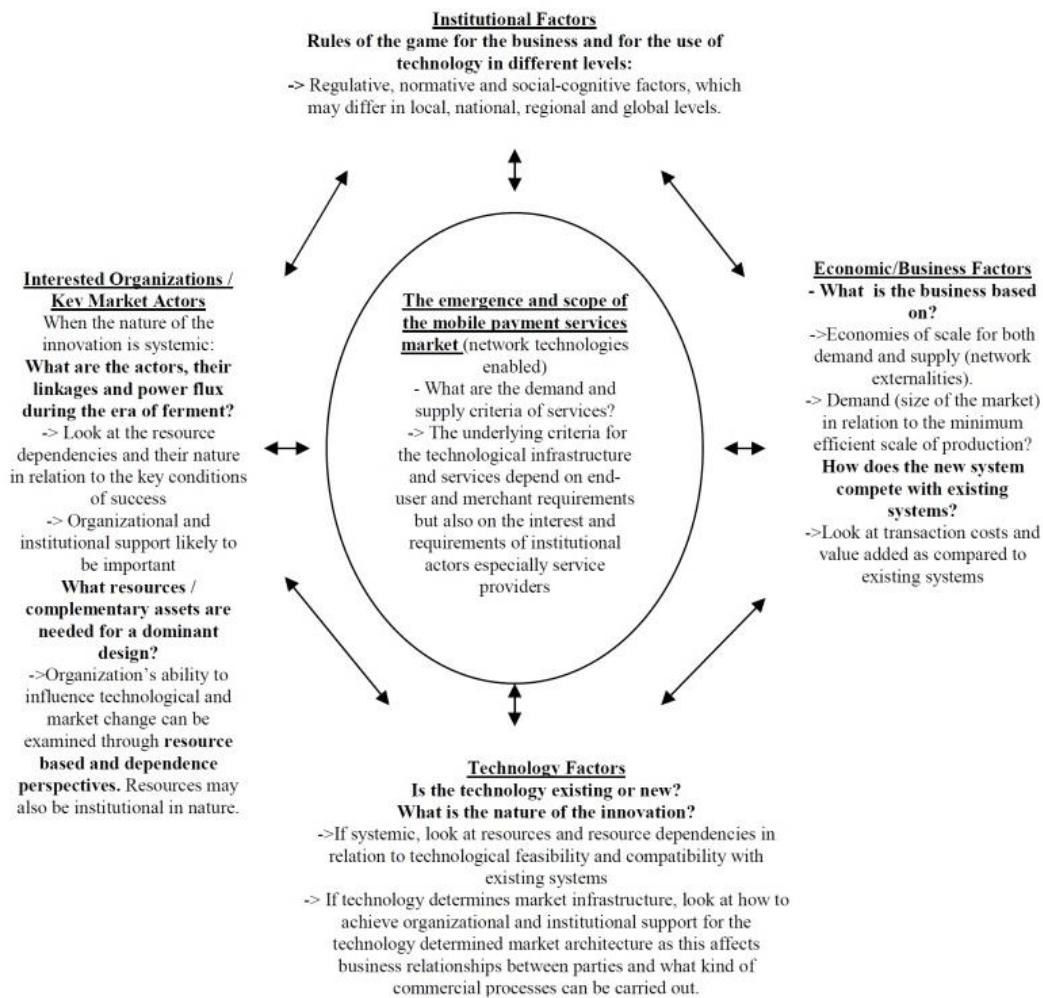 Institutional Factors
Rules of the game for the business and for the use of
technology in different levels:
-> Regulative, normative and social-cognitive factors, which
may differ in local, national, regional and global levels.
Interested Organizations /
Key Market Actors
When the nature of the
innovation is systemic:
What are the actors, their
linkages and power flux
during the era of ferment?
-> Look at the resource
dependencies and their nature
in relation to the key conditions
of success
-> Organizational and
institutional support likely to
be important
What resources /
complementary assets are
needed for a dominant
design?
->Organization's ability to
influence technological and
market change can be
examined through resource
based and dependence
perspectives. Resources may
also be institutional in nature.
The emergence and scope of
the mobile payment services
market (network technologies
enabled)
- What are the demand and
supply criteria of services?
-> The underlying criteria for
the technological infrastructure
and services depend on end-
user and merchant requirements
but also on the interest and
requirements of institutional
actors especially service
providers
Economic/Business Factors
- What is the business based
on?
->Economies of scale for both
demand and supply (network
externalities).
-> Demand (size of the market)
in relation to the minimum
efficient scale of production?
How does the new system
compete with existing
systems?
->Look at transaction costs and
value added as compared to
existing systems
Technology Factors
Is the technology existing or new?
What is the nature of the innovation?
->If systemic, look at resources and resource dependencies in
relation to technological feasibility and compatibility with
existing systems
-> If technology determines market infrastructure, look at how to
achieve organizational and institutional support for the
technology determined market architecture as this affects
business relationships between parties and what kind of
commercial processes can be carried out.